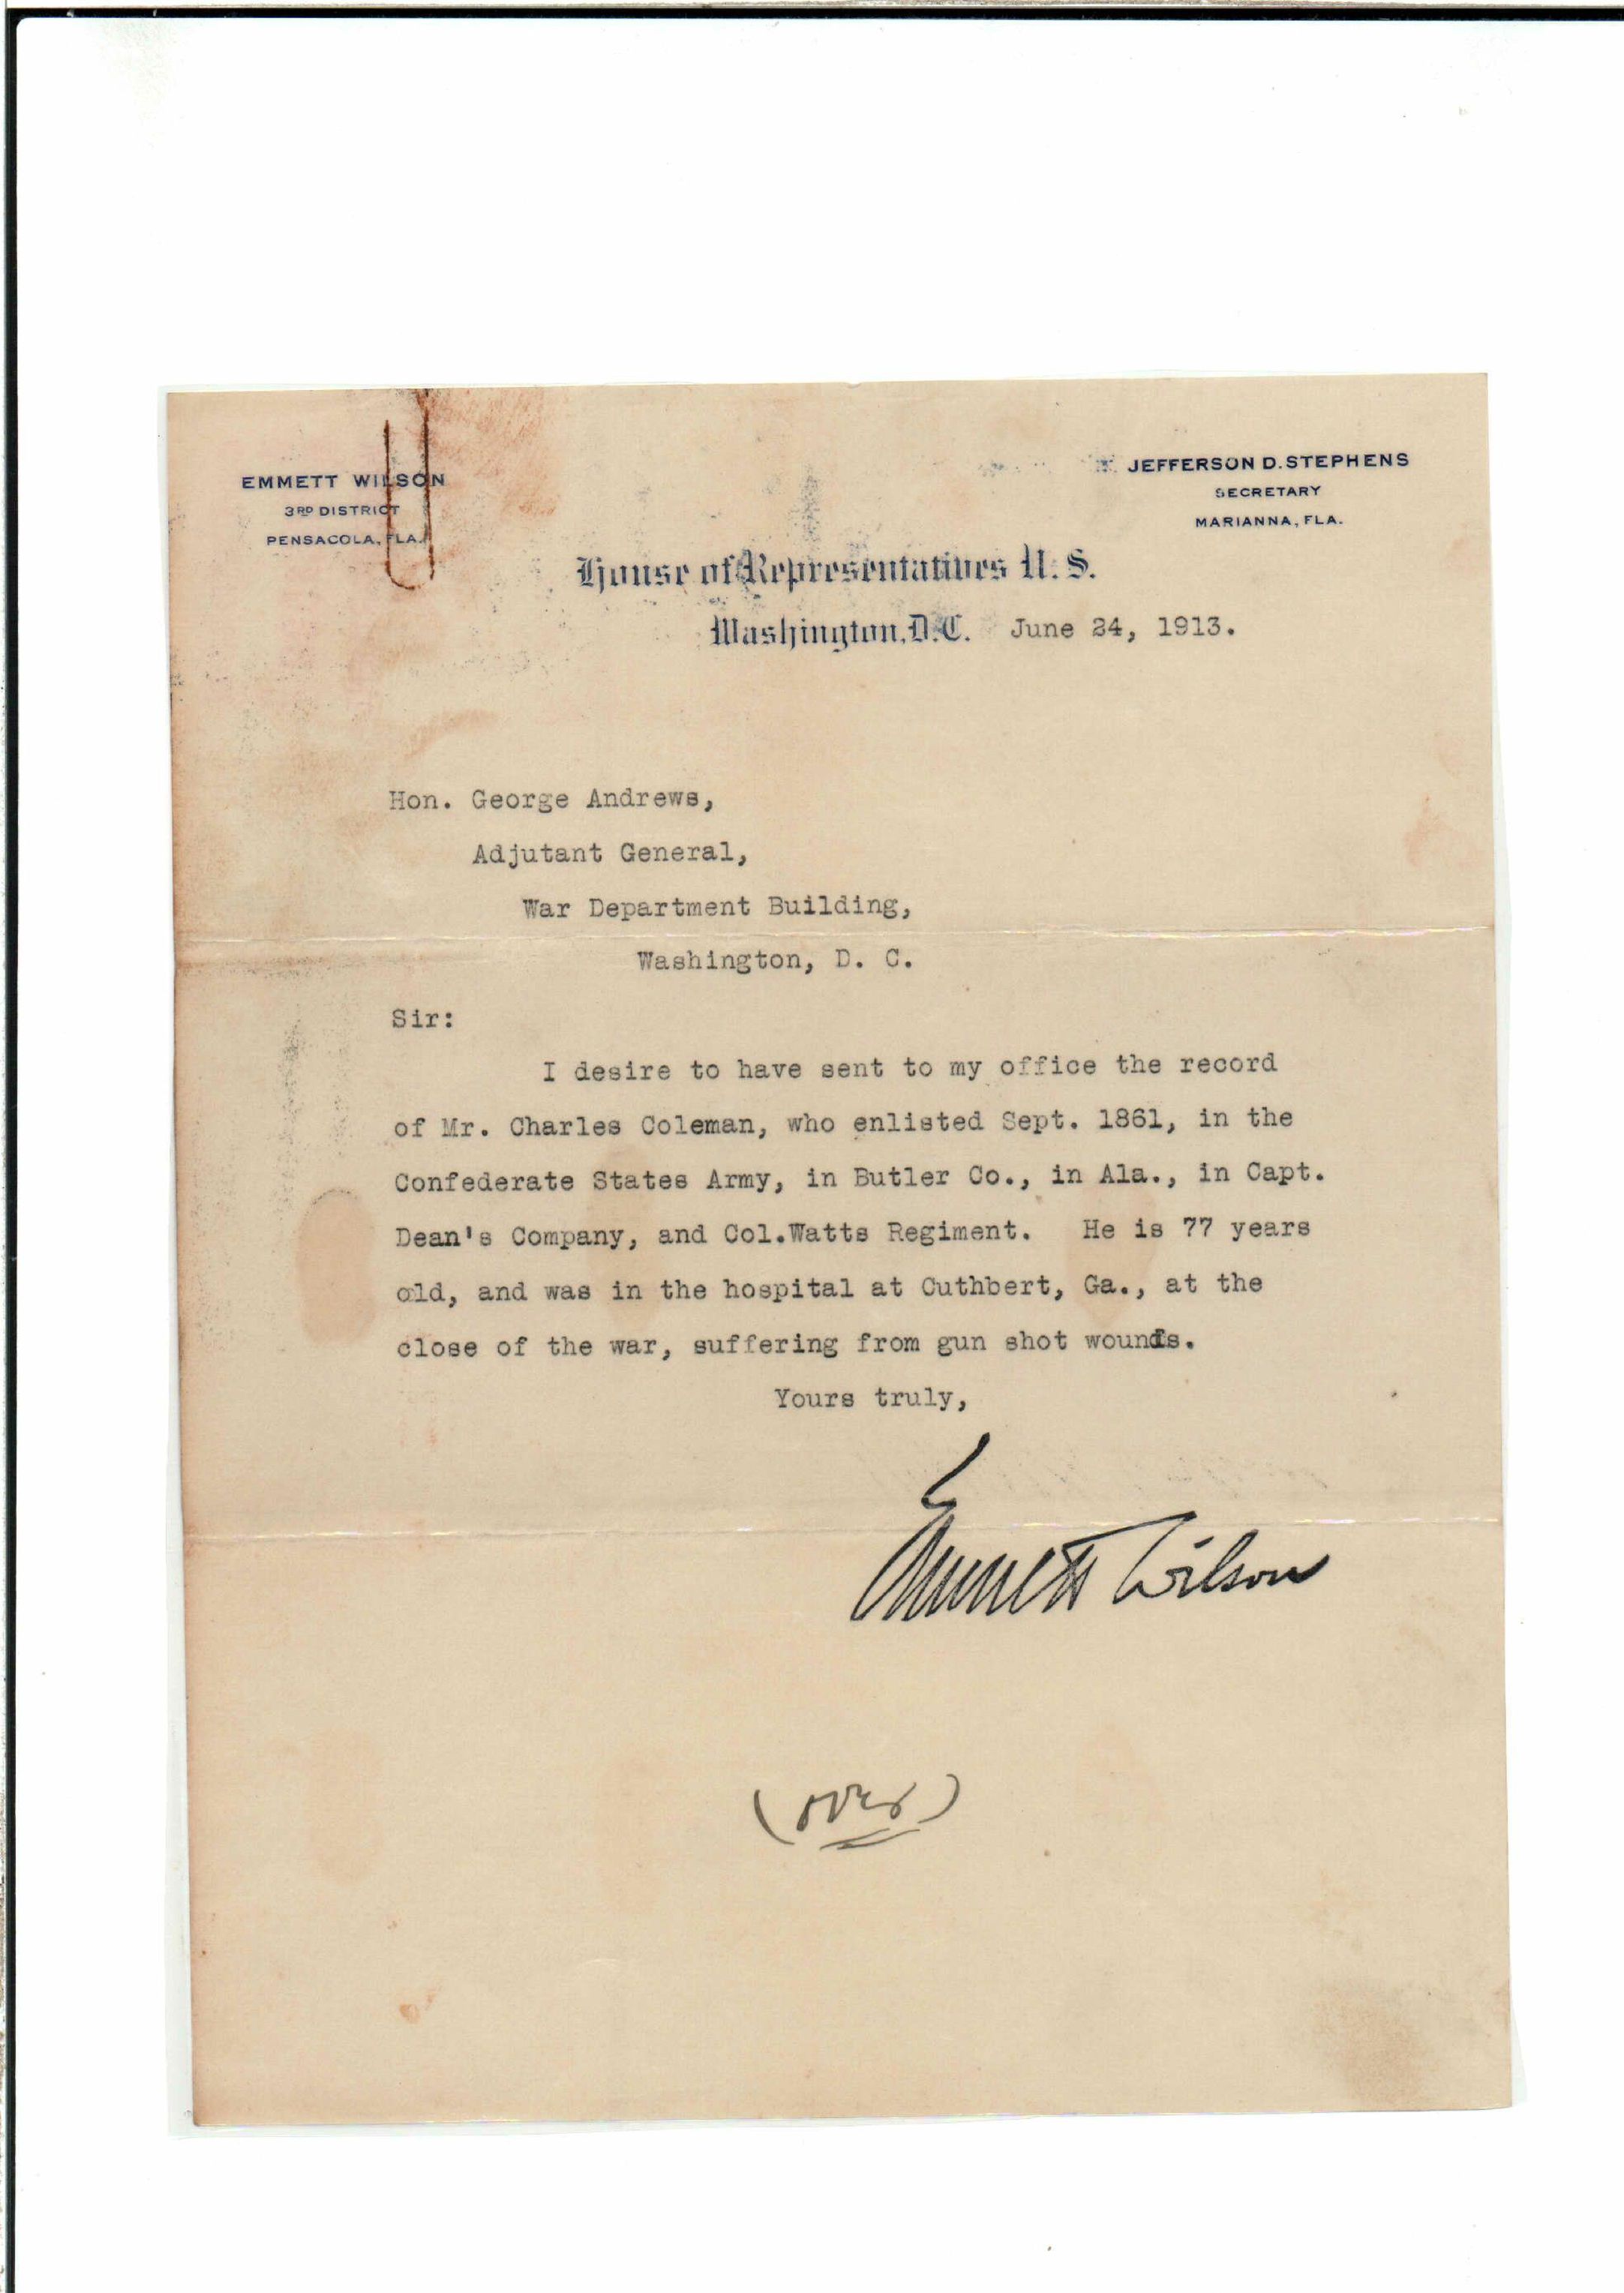 EMMETT WILSON
3RD DISTRICT
PENSACOLA, FLA.
JEFFERSON D. STEPHENS
SECRETARY
MARIANNA, FLA.
House of Representatives U. S.
Washington, D.C. June 24, 1913.
Hon. George Andrews,
Adjutant General,
War Department Building,
Washington, D. C.
Sir:
I desire to have sent to my office the record
of Mr. Charles Coleman, who enlisted Sept. 1861, in the
Confederate States Army, in Butler Co., in Ala., in Capt.
Dean's Company, and Col.Watts Regiment. He is 77 years
old, and was in the hospital at Cuthbert, Ga., at the
close of the war, suffering from gun shot wounds.
Yours truly,
Emmett Wilson
(over)